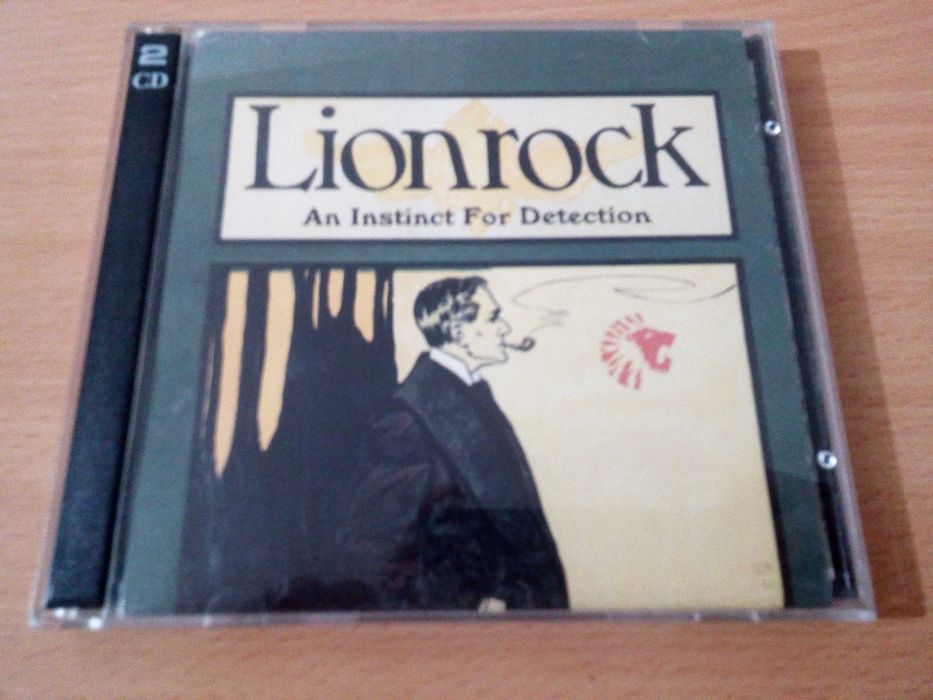 2
CD
Lionrock
An Instinct For Detection